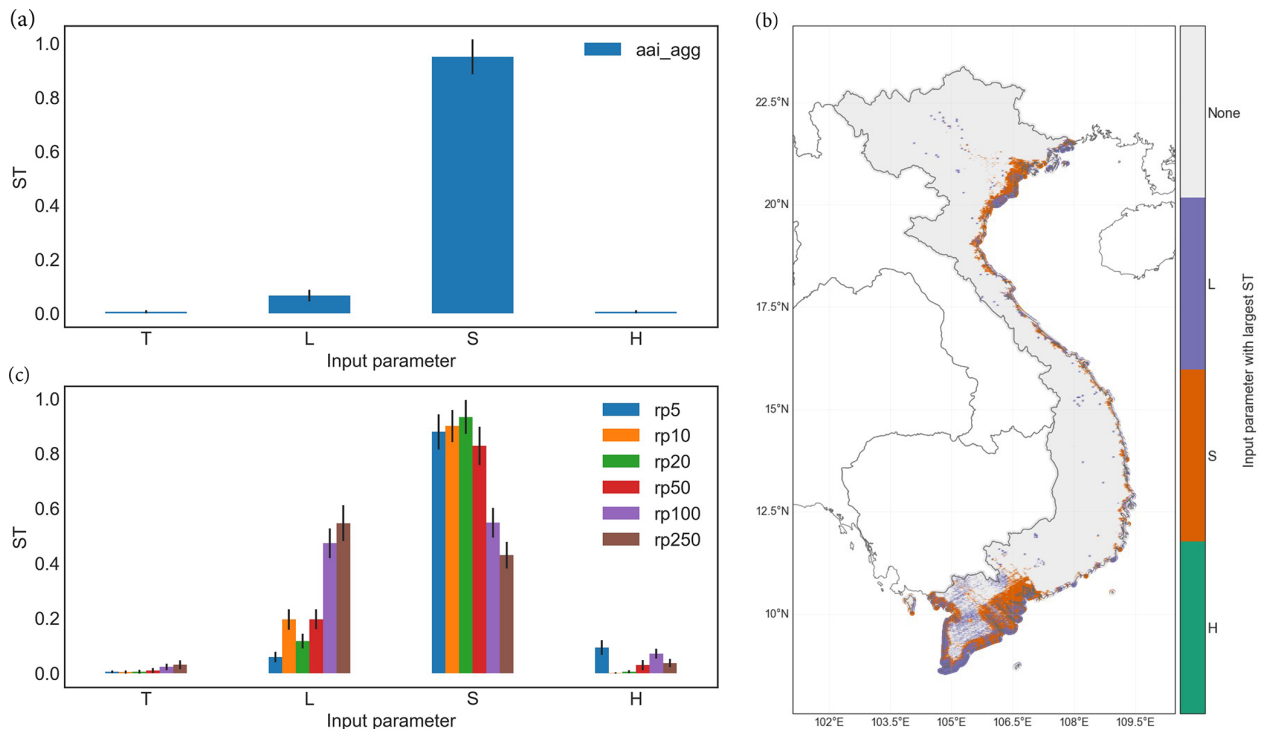 (a)
1.0
0.8
0.6
0.4
0.2
0.0
ST
aai_agg
T L S H
Input parameter
(c)
1.0
0.8
0.6
0.4
0.2
0.0
ST
rp5
rp10
rp20
rp50
rp100
rp250
T L S H
Input parameter
(b)
22.5°N
20°N
17.5°N
15°N
12.5°N
10°N
102°E 103.5°E 105°E 106.5°E 108°E 109.5°E
None
L
S
H
Input parameter with largest ST